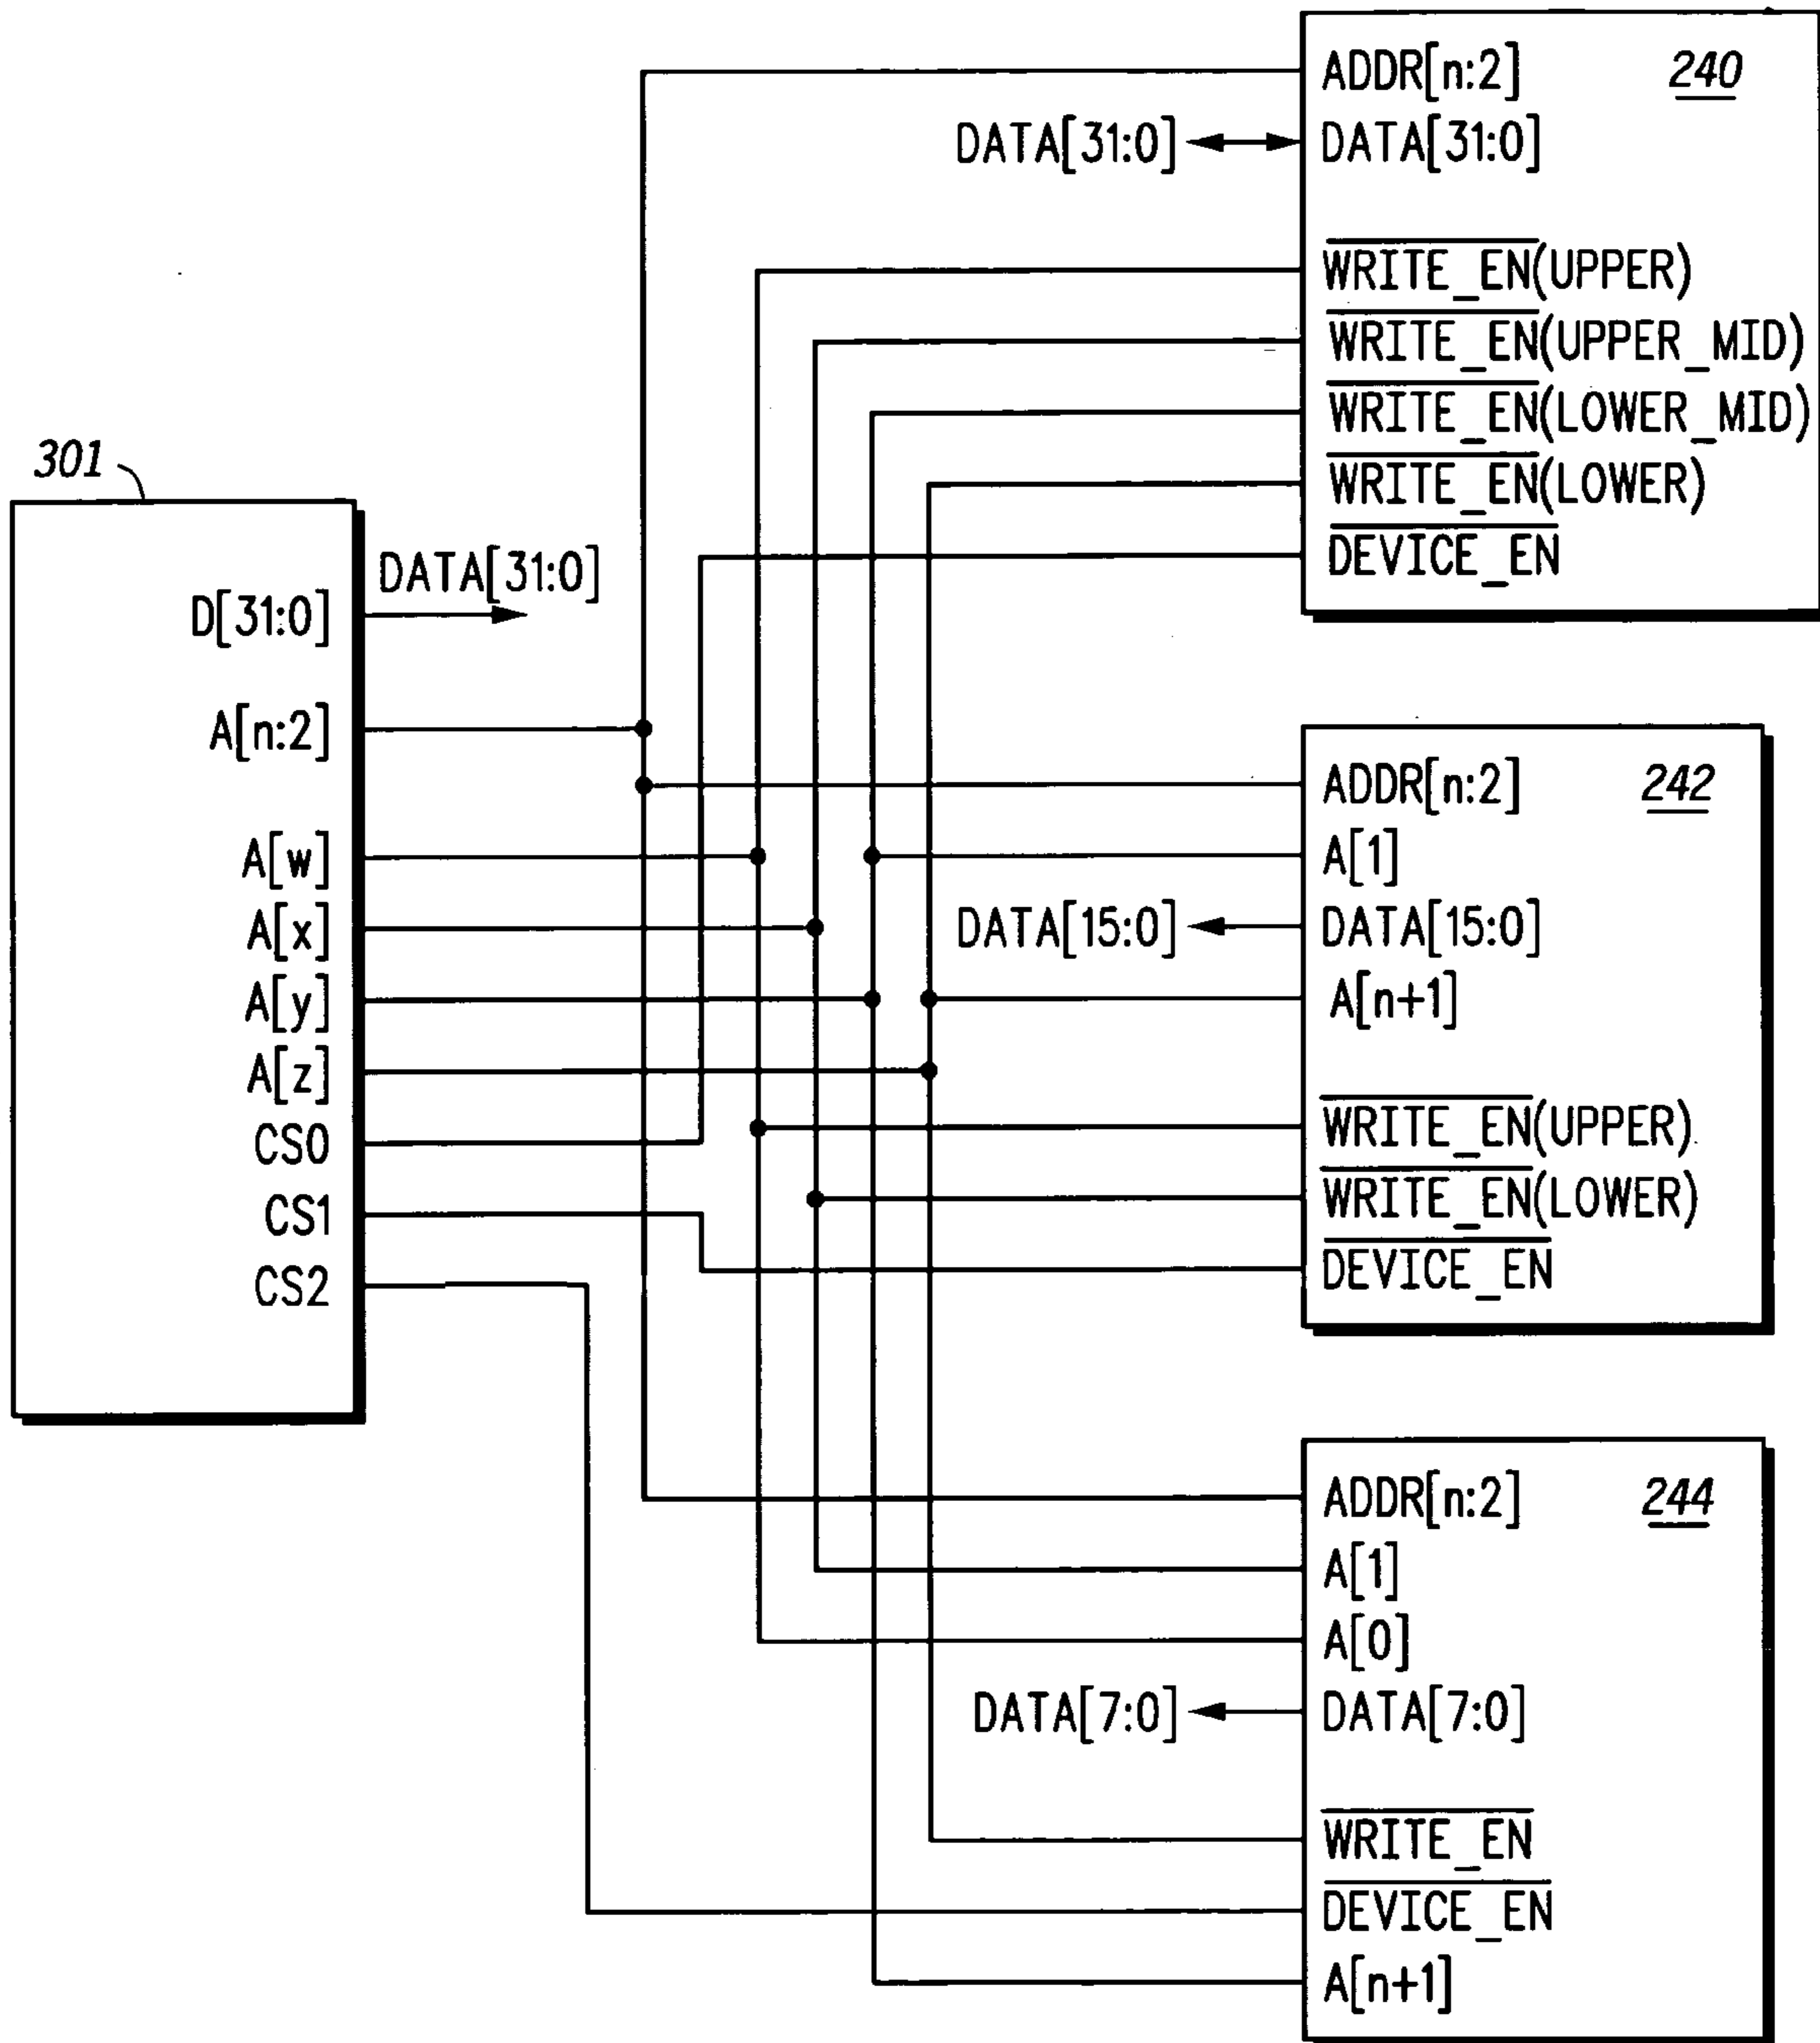 301
D[31:0]
DATA[31:0]
A[n:2]
A[w]
A[x]
A[y]
A[z]
CS0
CS1
CS2
240
ADDR[n:2]
DATA[31:0]
DATA[31:0]
WRITE_EN(UPPER)
WRITE_EN(UPPER_MID)
WRITE_EN(LOWER_MID)
WRITE_EN(LOWER)
DEVICE_EN
242
ADDR[n:2]
A[1]
DATA[15:0]
DATA[15:0]
A[n+1]
WRITE_EN(UPPER)
WRITE_EN(LOWER)
DEVICE_EN
244
ADDR[n:2]
A[1]
A[0]
DATA[7:0]
DATA[7:0]
WRITE_EN
DEVICE_EN
A[n+1]